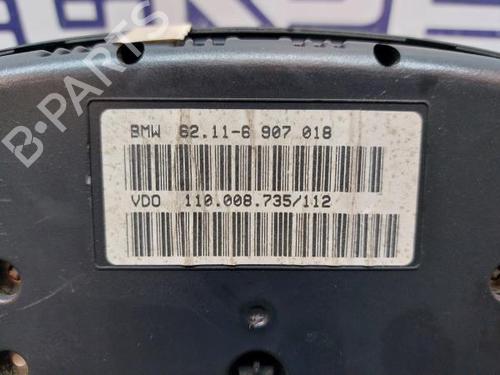 B-PARTS
BMW 62.11-6 907 018
VDO 110.008.735/112